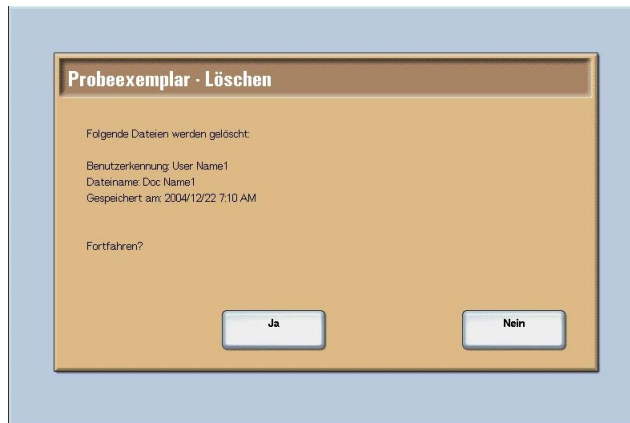 Probeexemplar - Löschen
Folgende Dateien werden gelöscht:
Benutzerkennung: User Name1
Dateiname: Doc Name1
Gespeichert am: 2004/12/22 7:10 AM
Fortfahren?
Ja
Nein